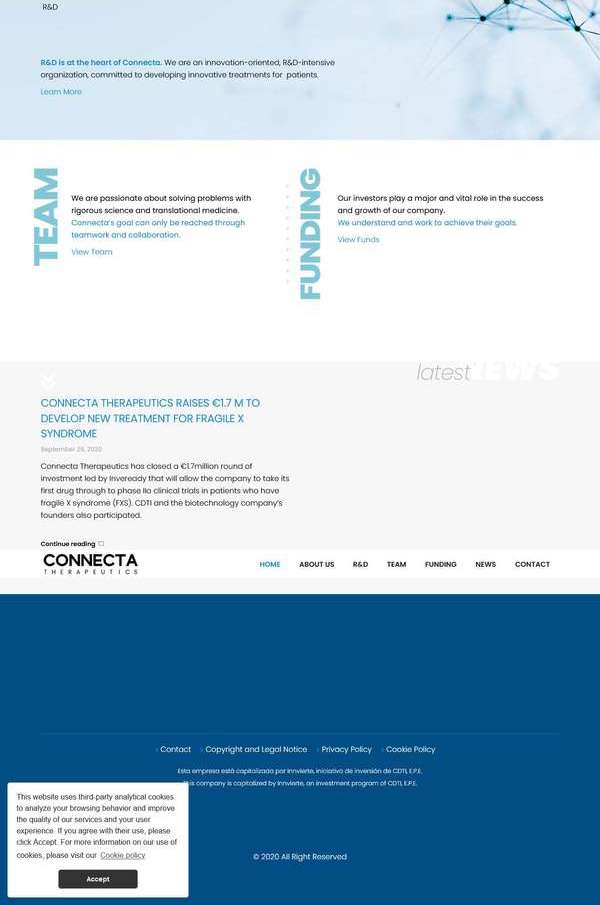 R&D
R&D is at the heart of Connecta. We are an innovation-oriented, R&D-intensive
organization, committed to developing innovative treatments for patients.
Learn More
TEAM
We are passionate about solving problems with
rigorous science and translational medicine.
Connecta's goal can only be reached through
teamwork and collaboration.
View Team
FUNDING
Our investors play a major and vital role in the success
and growth of our company.
We understand and work to achieve their goals.
View Funds
latest NEWS
CONNECTA THERAPEUTICS RAISES €1.7 M TO
DEVELOP NEW TREATMENT FOR FRAGILE X
SYNDROME
September 29, 2020
Connecta Therapeutics has closed a €1.7million round of
investment led by Inveready that will allow the company to take its
first drug through to phase IIa clinical trials in patients who have
fragile X syndrome (FXS). CDTI and the biotechnology company's
founders also participated.
Continue reading
CONNECTA
THERAPEUTICS
HOME ABOUT US R&D TEAM FUNDING NEWS CONTACT
Contact Copyright and Legal Notice Privacy Policy Cookie Policy
Esta empresa está capitalizada por Innvierte, iniciativa de inversión de CDTI, E.P.E.
This company is capitalized by Innvierte, an investment program of CDTI, E.P.E.
This website uses third-party analytical cookies
to analyze your browsing behavior and improve
the quality of our services and your user
experience. If you agree with their use, please
click Accept. For more information on our use of
cookies, please visit our Cookie policy
Accept
© 2020 All Right Reserved